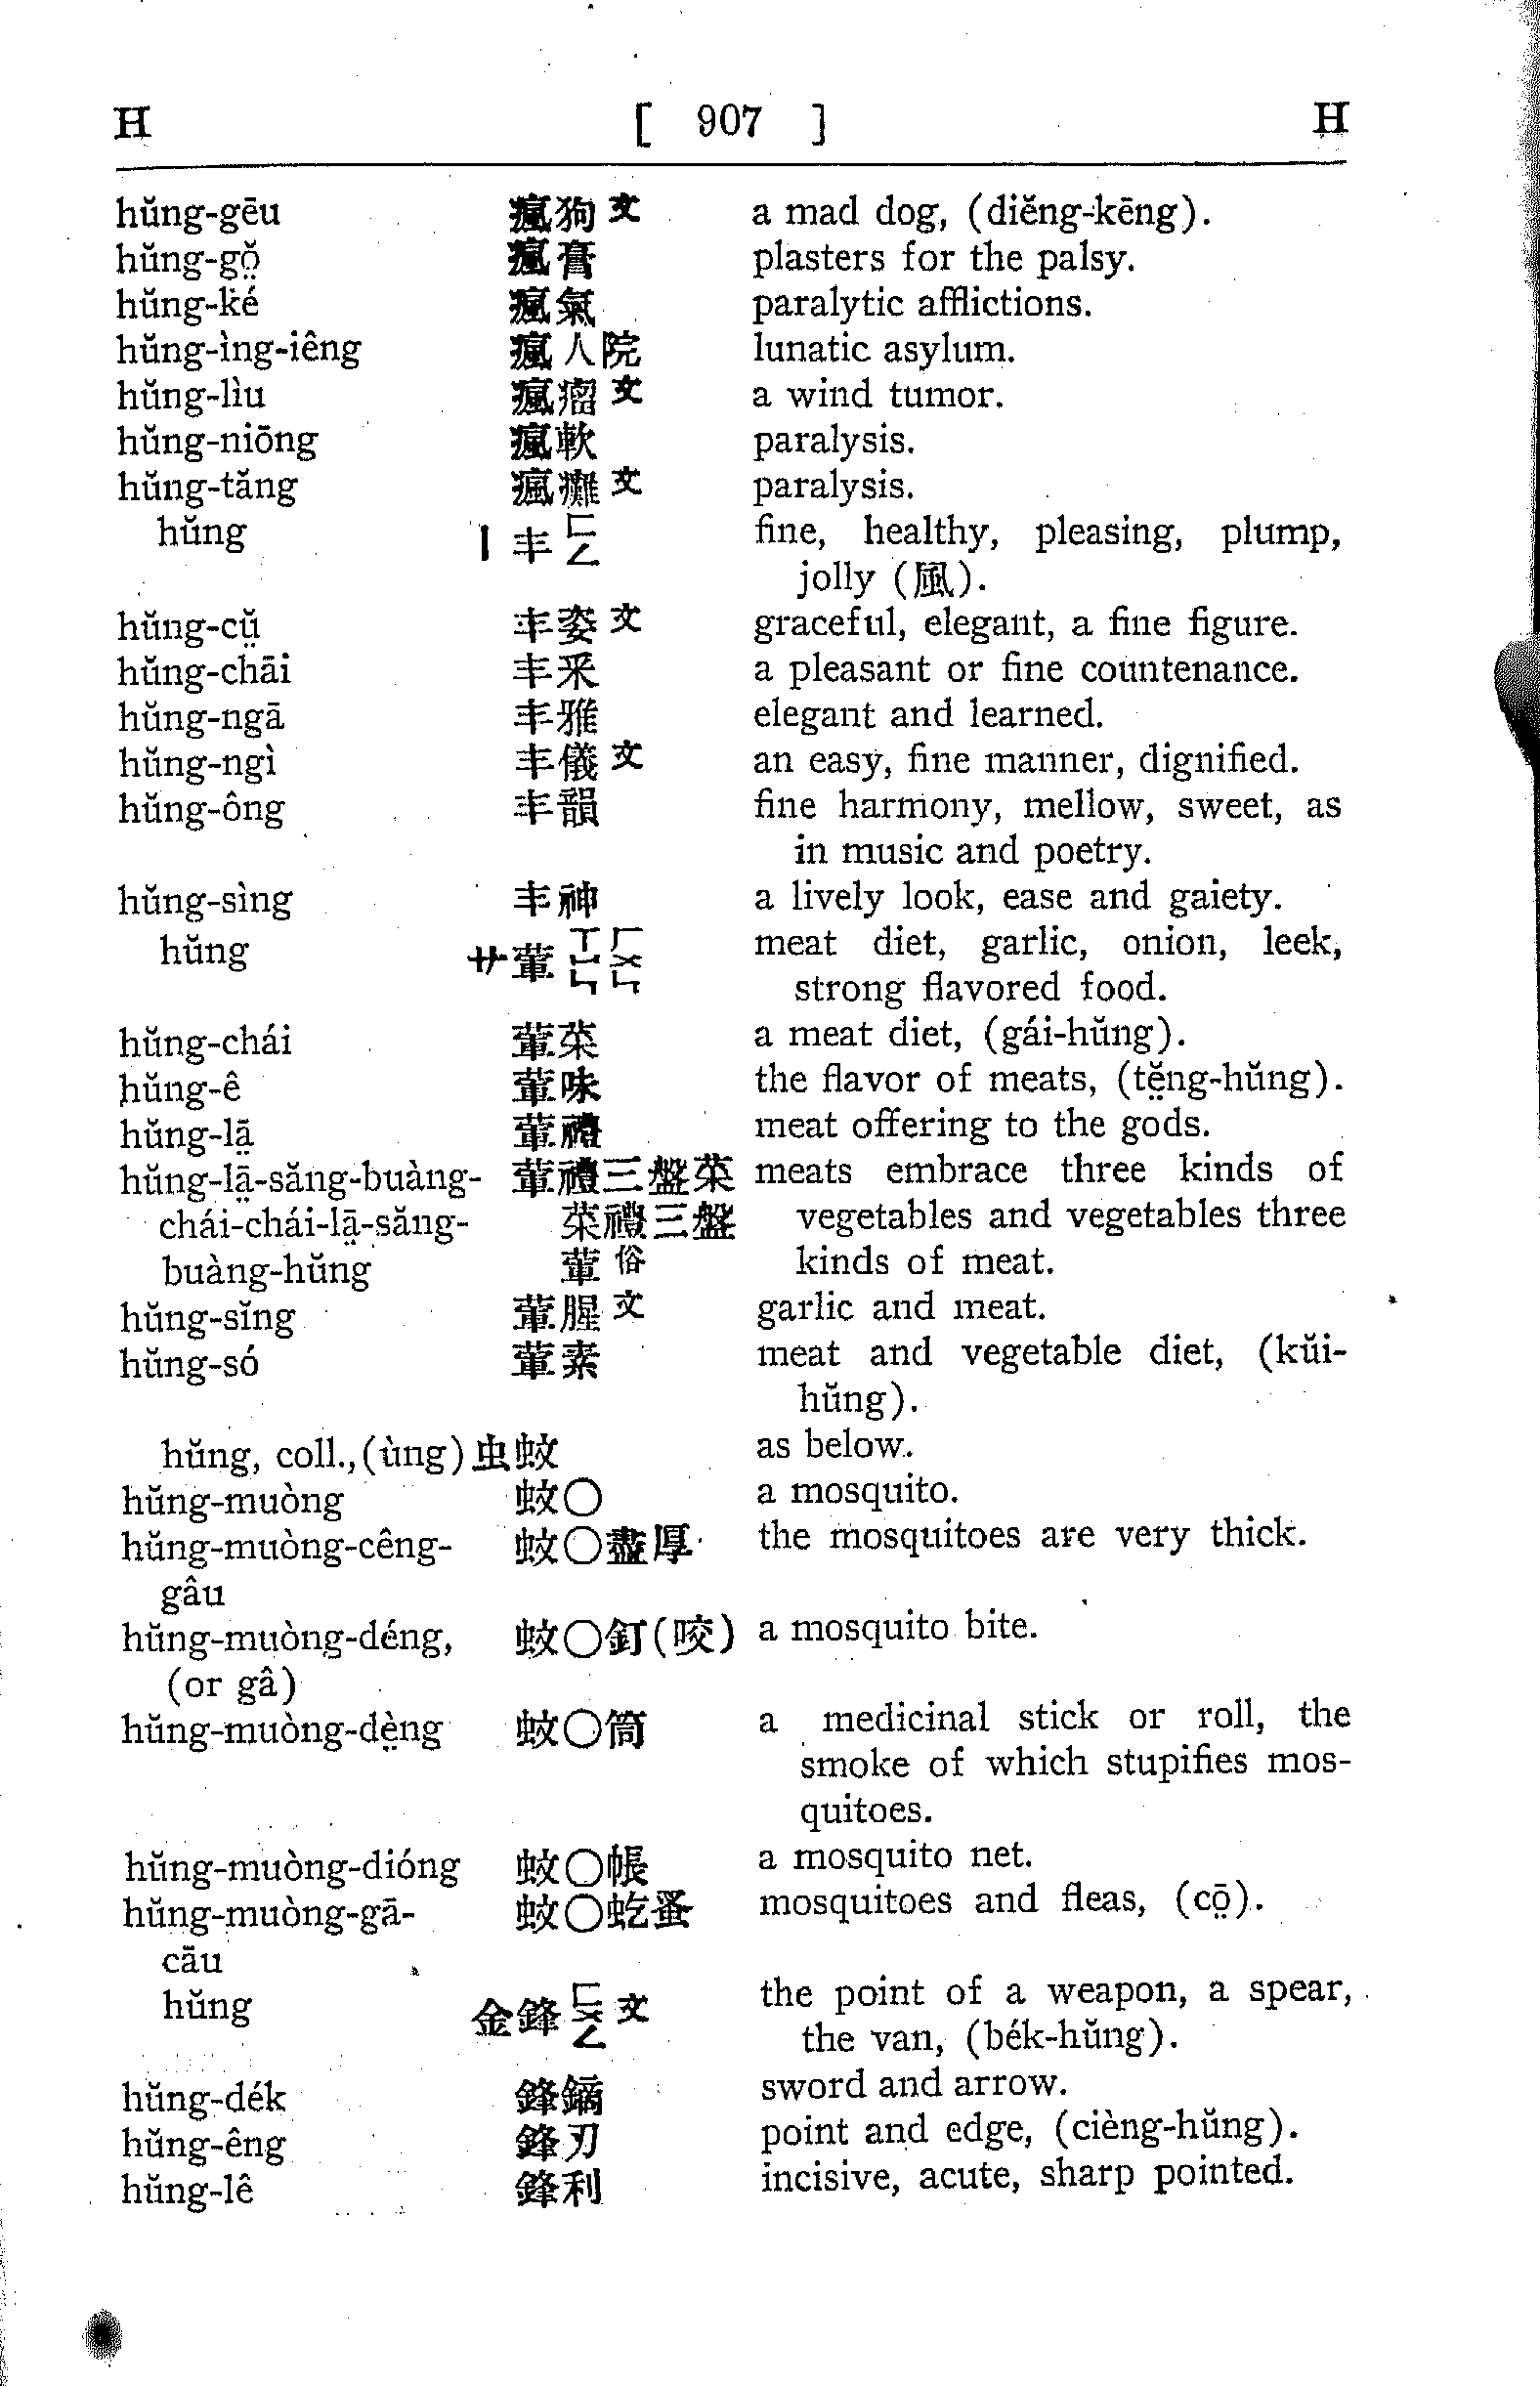 H [ 907 ] H
hŭng-gēu 瘋狗文 a mad dog, (diĕng-kēng).
hŭng-gŏ̤ 瘋膏 plasters for the palsy.
hŭng-ké 瘋氣 paralytic afflictions.
hŭng-ìng-iêng 瘋人院 lunatic asylum.
hŭng-lìu 瘋瘤文 a wind tumor.
hŭng-niōng 瘋軟 paralysis.
hŭng-tăng 瘋癱文 paralysis.
hŭng 丨丰ㄈㄥ fine, healthy, pleasing, plump,
jolly (風).
hŭng-cṳ̆ 丰姿文 graceful, elegant, a fine figure.
hŭng-chāi 丰采 a pleasant or fine countenance.
hŭng-ngā 丰雅 elegant and learned.
hŭng-ngì 丰儀文 an easy, fine manner, dignified.
hŭng-ông 丰韻 fine harmony, mellow, sweet, as
in music and poetry.
hŭng-sìng 丰神 a lively look, ease and gaiety.
hŭng 艹葷ㄒㄩㄣ ㄏㄨㄣ meat diet, garlic, onion, leek,
strong flavored food.
hŭng-chái 葷菜 a meat diet, (gái-hŭng).
hŭng-ê 葷味 the flavor of meats, (tĕ̤ng-hŭng).
hŭng-lā̤ 葷禮 meat offering to the gods.
hŭng-lā̤-săng-buàng- 葷禮三盤菜 meats embrace three kinds of
chái-chái-lā̤-săng- 菜禮三盤 vegetables and vegetables three
buàng-hŭng 葷俗 kinds of meat.
hŭng-sĭng 葷腥文 garlic and meat.
hŭng-só 葷素 meat and vegetable diet, (kŭi-
hŭng).
hŭng, coll.,(ùng) 虫蚊 as below.
hŭng-muòng 蚊〇 a mosquito.
hŭng-muòng-cêng- 蚊〇盡厚 the mosquitoes are very thick.
gâu
hŭng-muòng-déng, 蚊〇釘(咬) a mosquito bite.
(or gâ)
hŭng-muòng-dè̤ng 蚊〇筒 a medicinal stick or roll, the
smoke of which stupifies mos-
quitoes.
hŭng-muòng-dióng 蚊〇帳 a mosquito net.
hŭng-muòng-gā- 蚊〇虼蚤 mosquitoes and fleas, (cō̤).
cāu
hŭng 金鋒ㄈㄨㄥ文 the point of a weapon, a spear,
the van, (békhŭng).
hŭng-dék 鋒鏑 sword and arrow.
hŭng-êng 鋒刃 point and edge, (cièng-hŭng).
hŭng-lê 鋒利 incisive, acute, sharp pointed.